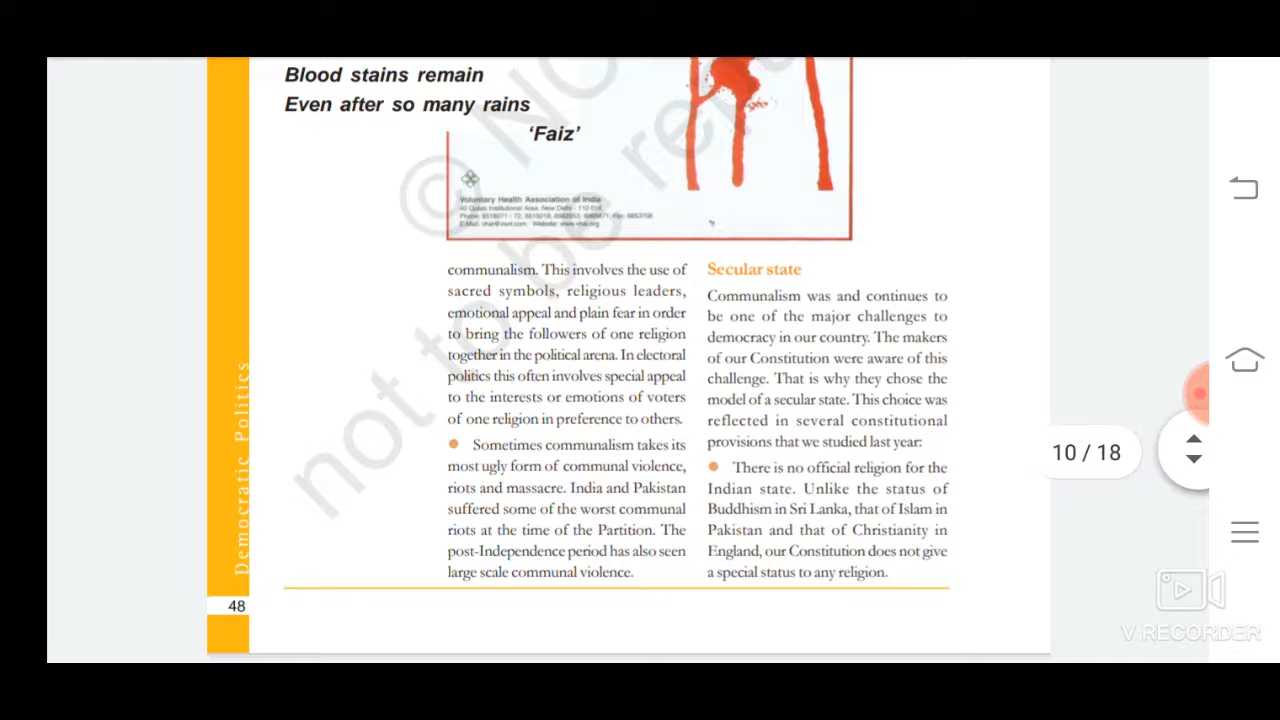 Blood stains remain
Even after so many rains
‘Faiz’
Voluntary Health Association of India
communalism. This involves the use of
sacred symbols, religious leaders,
emotional appeal and plain fear in order
to bring the followers of one religion
together in the political arena. In electoral
politics this often involves special appeal
to the interests or emotions of voters
of one religion in preference to others.
Sometimes communalism takes its
most ugly form of communal violence,
riots and massacre. India and Pakistan
suffered some of the worst communal
riots at the time of the Partition. The
post-Independence period has also seen
large scale communal violence.
Secular state
Communalism was and continues to
be one of the major challenges to
democracy in our country. The makers
of our Constitution were aware of this
challenge. That is why they chose the
model of a secular state. This choice was
reflected in several constitutional
provisions that we studied last year:
There is no official religion for the
Indian state. Unlike the status of
Buddhism in Sri Lanka, that of Islam in
Pakistan and that of Christianity in
England, our Constitution does not give
a special status to any religion.
Democratic Politics
48
not to be
10 / 18
V RECORDER